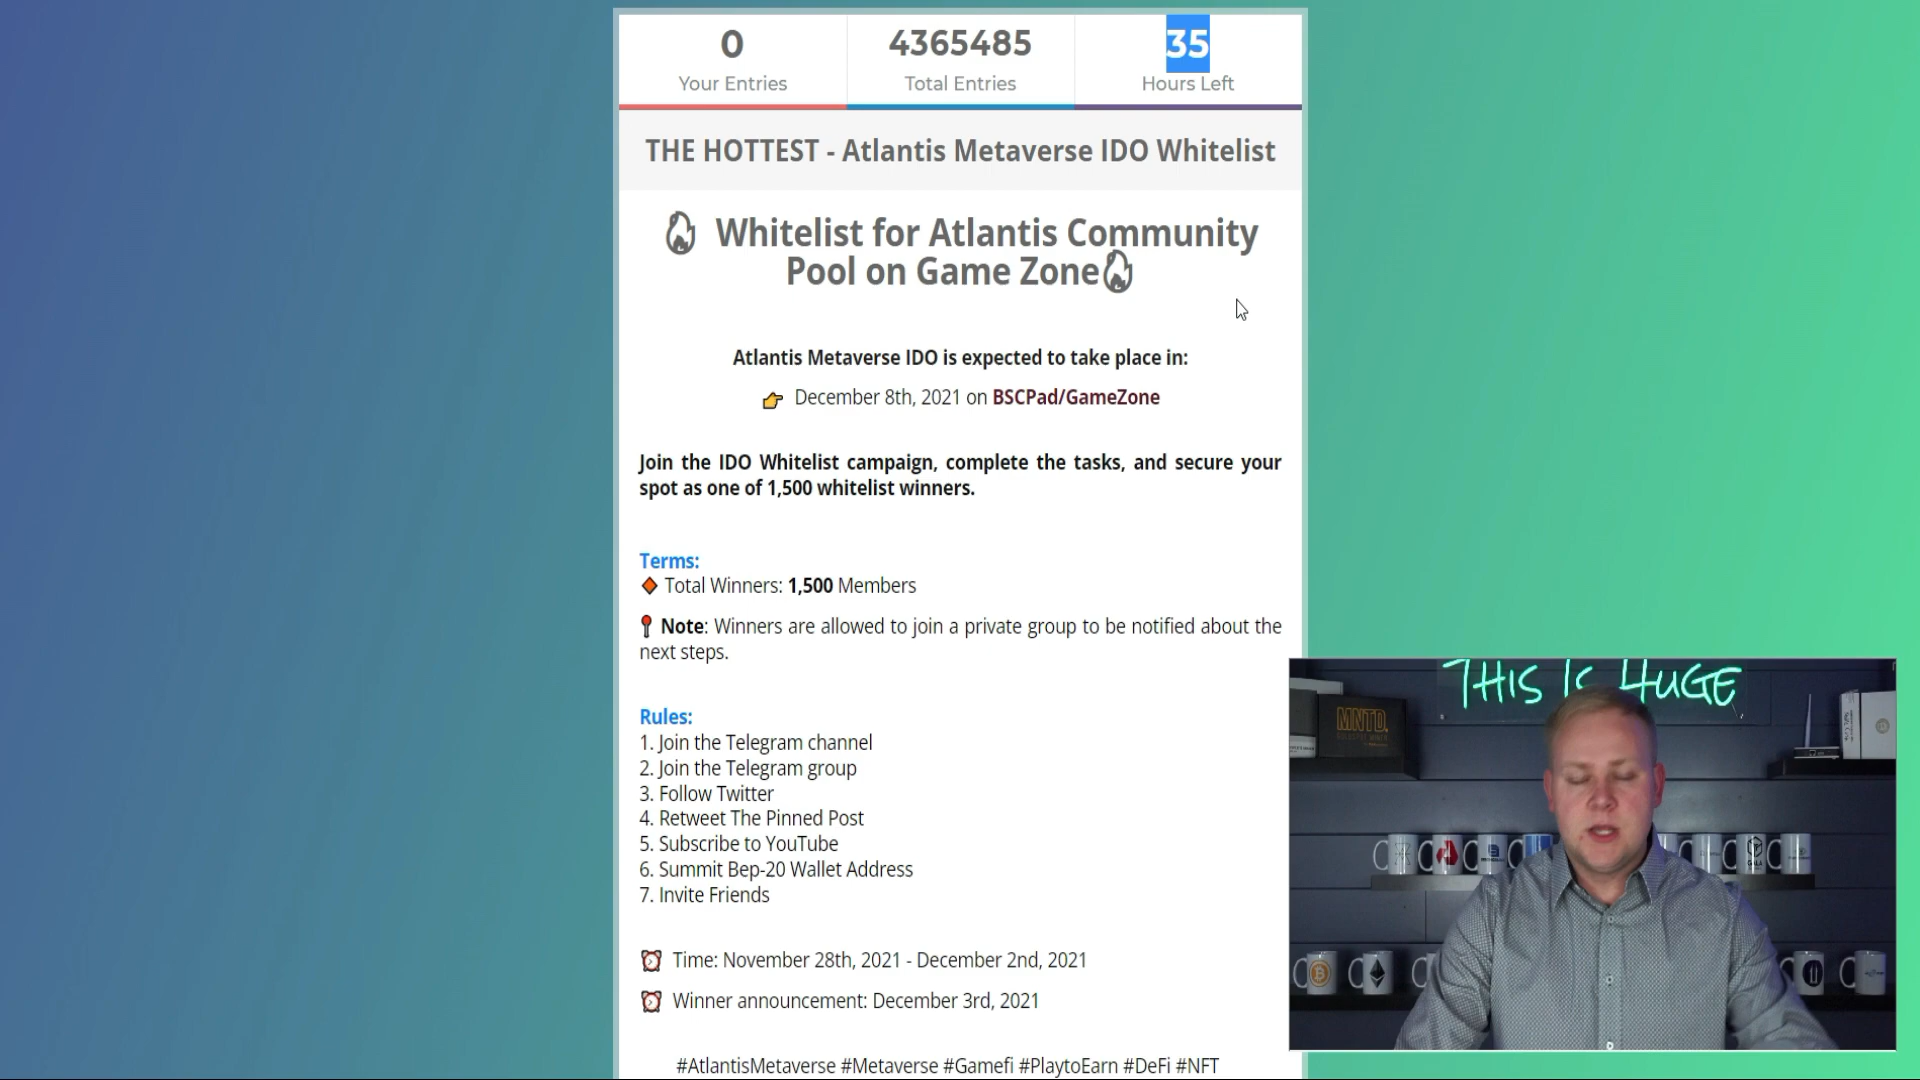 0
Your Entries
4365485
Total Entries
35
Hours Left
THE HOTTEST - Atlantis Metaverse IDO Whitelist
🔥 Whitelist for Atlantis Community
Pool on Game Zone🔥
Atlantis Metaverse IDO is expected to take place in:
👉 December 8th, 2021 on BSCPad/GameZone
Join the IDO Whitelist campaign, complete the tasks, and secure your
spot as one of 1,500 whitelist winners.
Terms:
🔸 Total Winners: 1,500 Members
📍 Note: Winners are allowed to join a private group to be notified about the
next steps.
Rules:
1. Join the Telegram channel
2. Join the Telegram group
3. Follow Twitter
4. Retweet The Pinned Post
5. Subscribe to YouTube
6. Summit Bep-20 Wallet Address
7. Invite Friends
⏰ Time: November 28th, 2021 - December 2nd, 2021
⏰ Winner announcement: December 3rd, 2021
#AtlantisMetaverse #Metaverse #Gamefi #PlaytoEarn #DeFi #NFT
THIS IS HUGE
MNTD.